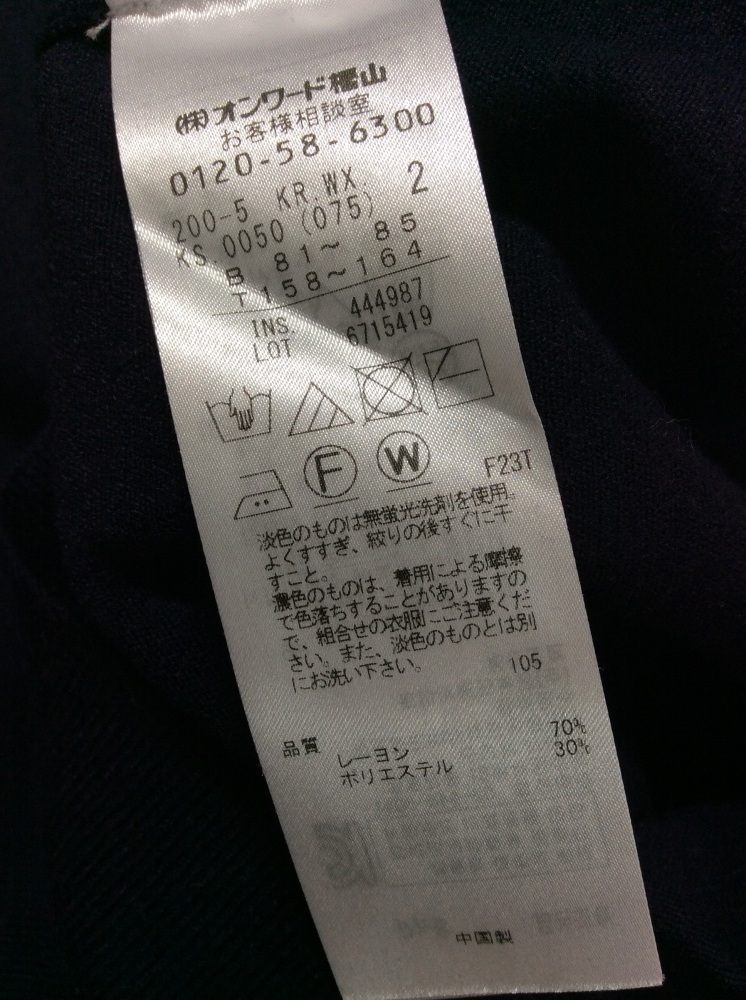 (株)オンワード樫山
お客様相談室
0120-58-6300
200-5 KR.WX. 2
KS.0050 (075)
B 81～ 85
T 158～164
INS. 444987
LOT 6715419
F W F23T
淡色のものは無蛍光洗剤を使用。
よくすすぎ、絞りの後すぐに干
すこと。
濃色のものは、着用による摩擦
で色落ちすることがありますの
で、組合せの衣服にご注意くだ
さい。また、淡色のものとは別
にお洗い下さい。 105
品質 レーヨン 70%
ポリエステル 30%
中国製